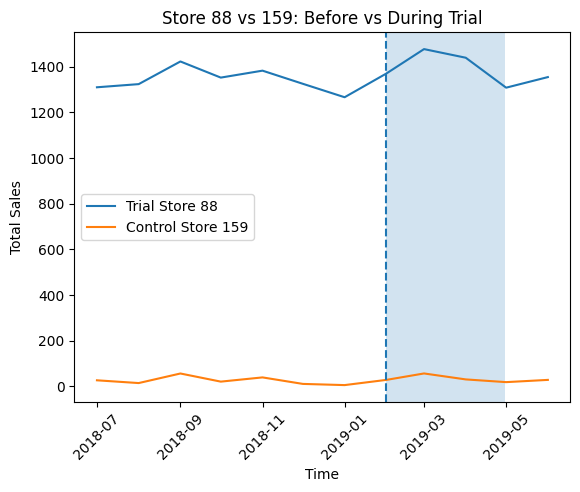 Store 88 vs 159: Before vs During Trial
Total Sales
1400
1200
1000
800
600
400
200
0
Trial Store 88
Control Store 159
2018-07
2018-09
2018-11
2019-01
2019-03
2019-05
Time